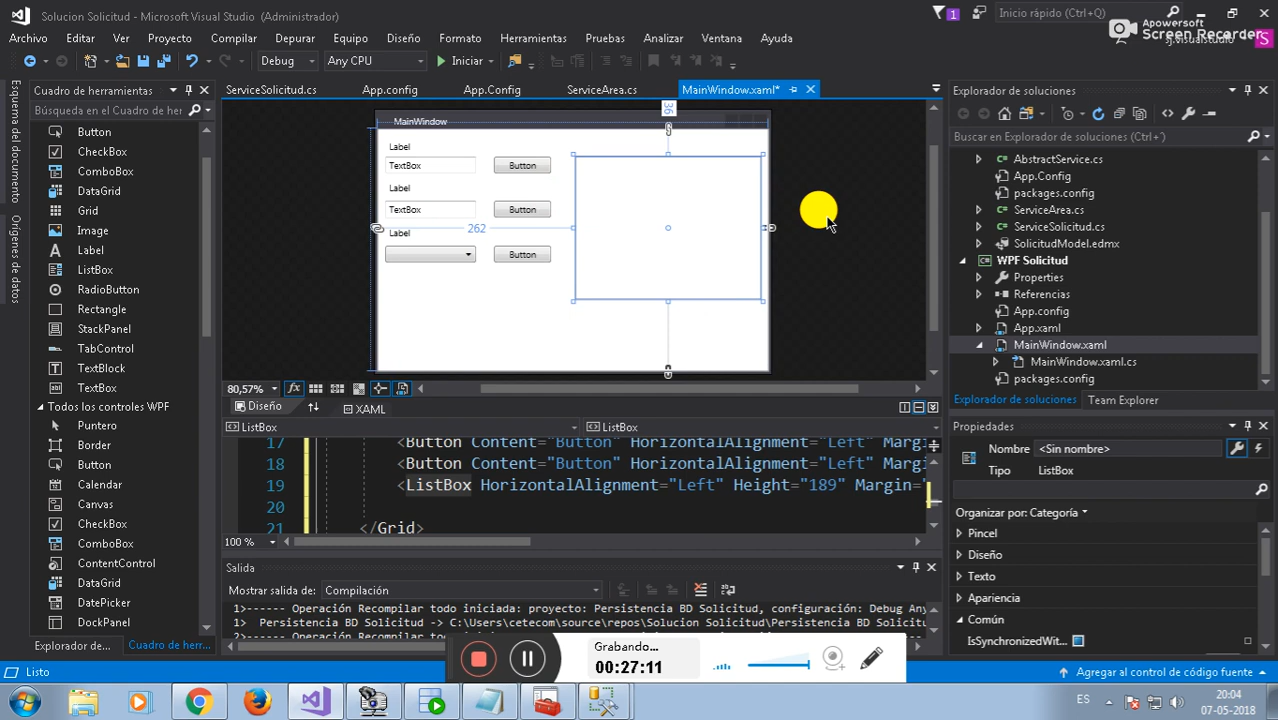 Solucion Solicitud - Microsoft Visual Studio (Administrador)
1
Inicio rápido (Ctrl+Q)
Apowersoft
Screen Recorder
Archivo Editar Ver Proyecto Compilar Depurar Equipo Diseño Formato Herramientas Pruebas Analizar Ventana Ayuda
sj.visualstudio
S
Debug Any CPU Iniciar
Esquema del documento
Orígenes de datos
Cuadro de herramientas
Búsqueda en el Cuadro de her
Button
CheckBox
ComboBox
DataGrid
Grid
Image
Label
ListBox
RadioButton
Rectangle
StackPanel
TabControl
TextBlock
TextBox
Todos los controles WPF
Puntero
Border
Button
Calendar
Canvas
CheckBox
ComboBox
ContentControl
DataGrid
DatePicker
DockPanel
Explorador de... Cuadro de herr...
ServiceSolicitud.cs App.config App.Config ServiceArea.cs MainWindow.xaml*
MainWindow
36
Label
TextBox Button
Label
TextBox Button
262
Label
Button
80,57% fx
Diseño XAML
ListBox ListBox
17 <Button Content="Button" HorizontalAlignment="Left" Marg
18 <Button Content="Button" HorizontalAlignment="Left" Marg
19 <ListBox HorizontalAlignment="Left" Height="189" Margin="
20
21 </Grid>
100 %
Salida
Mostrar salida de: Compilación
1>------ Operación Recompilar todo iniciada: proyecto: Persistencia BD Solicitud, configuración: Debug Any
1> Persistencia BD Solicitud -> C:\Users\cetecom\source\repos\Solucion Solicitud\Persistencia BD Solicitud
Explorador de soluciones
Buscar en Explorador de soluciones (Ctrl+´)
AbstractService.cs
App.Config
packages.config
ServiceArea.cs
ServiceSolicitud.cs
SolicitudModel.edmx
WPF Solicitud
Properties
Referencias
App.config
App.xaml
MainWindow.xaml
MainWindow.xaml.cs
packages.config
Explorador de soluciones Team Explorer
Propiedades
Nombre <Sin nombre>
Tipo ListBox
Organizar por: Categoría
Pincel
Diseño
Texto
Apariencia
Común
IsSynchronizedWit...
Grabando...
00:27:11
Listo
Agregar al control de código fuente
ES
20:04
07-05-2018